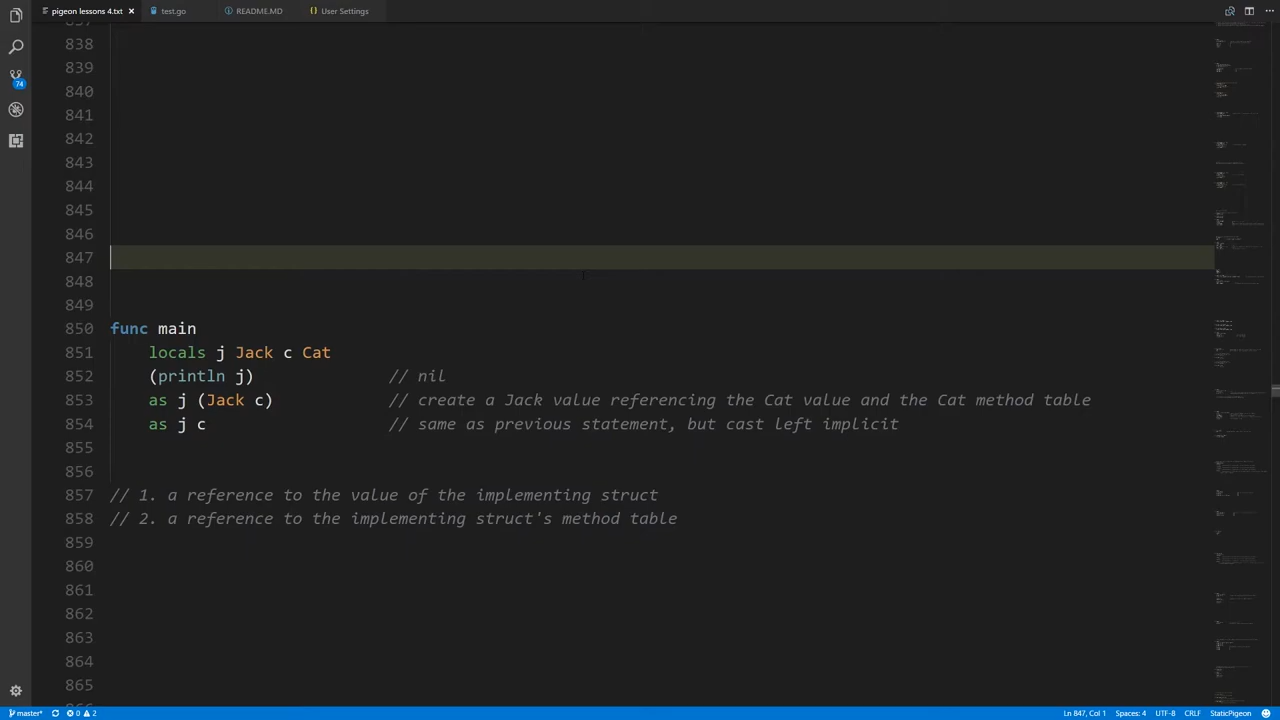 pigeon lessons 4.txt × test.go README.MD User Settings
838
839
840
841
842
843
844
845
846
847
848
849
850 func main
851 locals j Jack c Cat
852 (println j) // nil
853 as j (Jack c) // create a Jack value referencing the Cat value and the Cat method table
854 as j c // same as previous statement, but cast left implicit
855
856
857 // 1. a reference to the value of the implementing struct
858 // 2. a reference to the implementing struct's method table
859
860
861
862
863
864
865
74
master* 0 2 Ln 847, Col 1 Spaces: 4 UTF-8 CRLF StaticPigeon